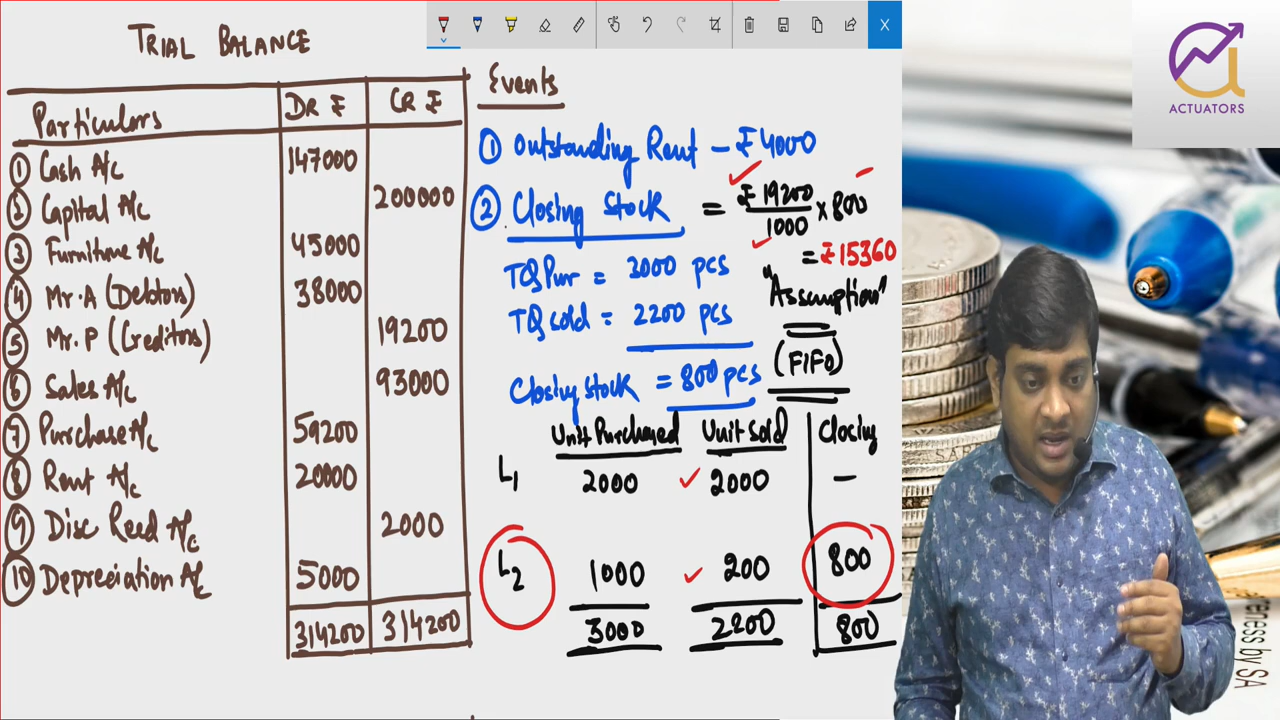 TRIAL BALANCE
Particulars DR ₹ CR ₹
① Cash A/c 147000
② Capital A/c 200000
③ Furniture A/c 45000
④ Mr. A (Debtors) 38000
⑤ Mr. P (Creditors) 19200
⑥ Sales A/c 93000
⑦ Purchase A/c 59200
⑧ Rent A/c 20000
⑨ Disc Recd A/c 2000
⑩ Depreciation A/c 5000
314200 314200
Events
① Outstanding Rent - ₹ 4000
② Closing Stock = ₹ 19200
1000 × 800
= ₹ 15360
TQ Pur = 3000 pcs
TQ sold = 2200 pcs
Closing stock = 800 pcs
"Assumption"
(FIFO)
Unit Purchased Unit Sold Closing
L1 2000 2000 -
L2 1000 200 800
3000 2200 800
ACTUATORS
eness by SA